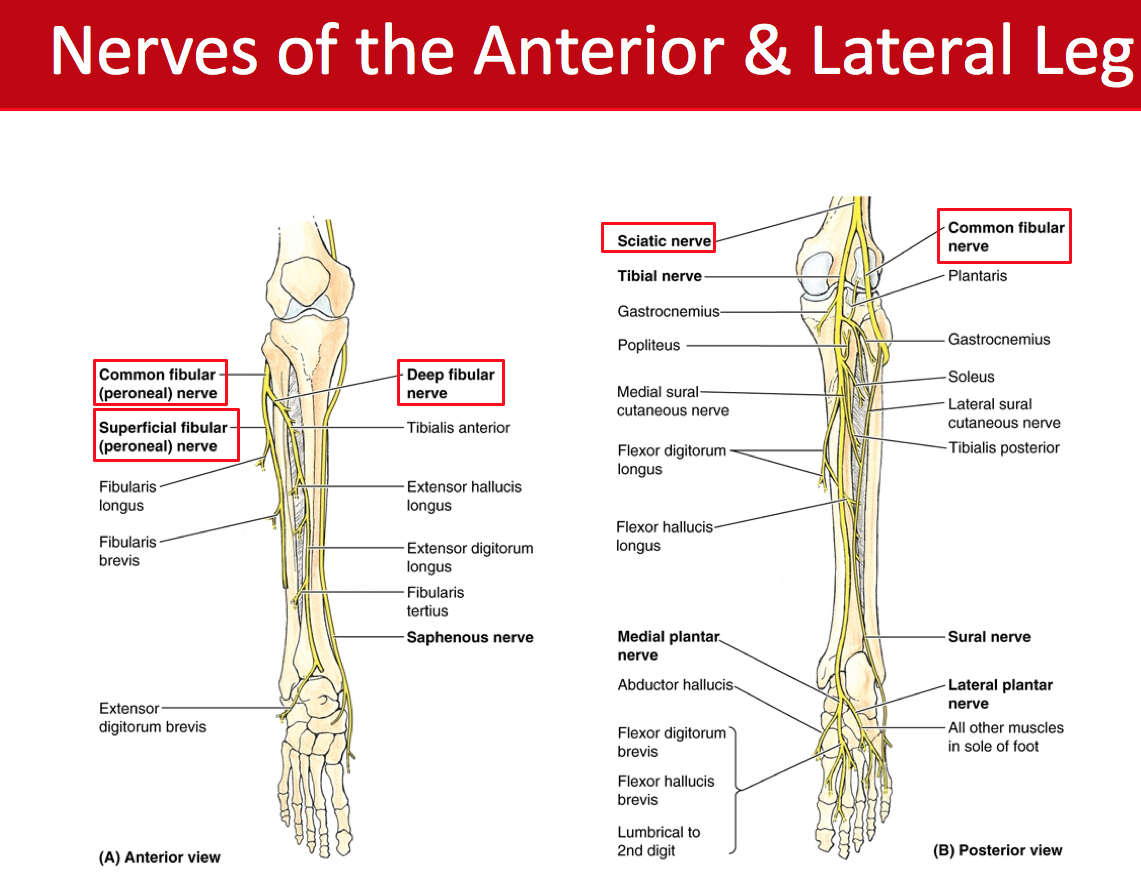 Nerves of the Anterior & Lateral Leg
Common fibular
(peroneal) nerve
Superficial fibular
(peroneal) nerve
Fibularis
longus
Fibularis
brevis
Extensor
digitorum brevis
(A) Anterior view
Deep fibular
nerve
Tibialis anterior
Extensor hallucis
longus
Extensor digitorum
longus
Fibularis
tertius
Saphenous nerve
Sciatic nerve
Tibial nerve
Gastrocnemius
Popliteus
Medial sural
cutaneous nerve
Flexor digitorum
longus
Flexor hallucis
longus
Medial plantar
nerve
Abductor hallucis
Flexor digitorum
brevis
Flexor hallucis
brevis
Lumbrical to
2nd digit
Common fibular
nerve
Plantaris
Gastrocnemius
Soleus
Lateral sural
cutaneous nerve
Tibialis posterior
Sural nerve
Lateral plantar
nerve
All other muscles
in sole of foot
(B) Posterior view